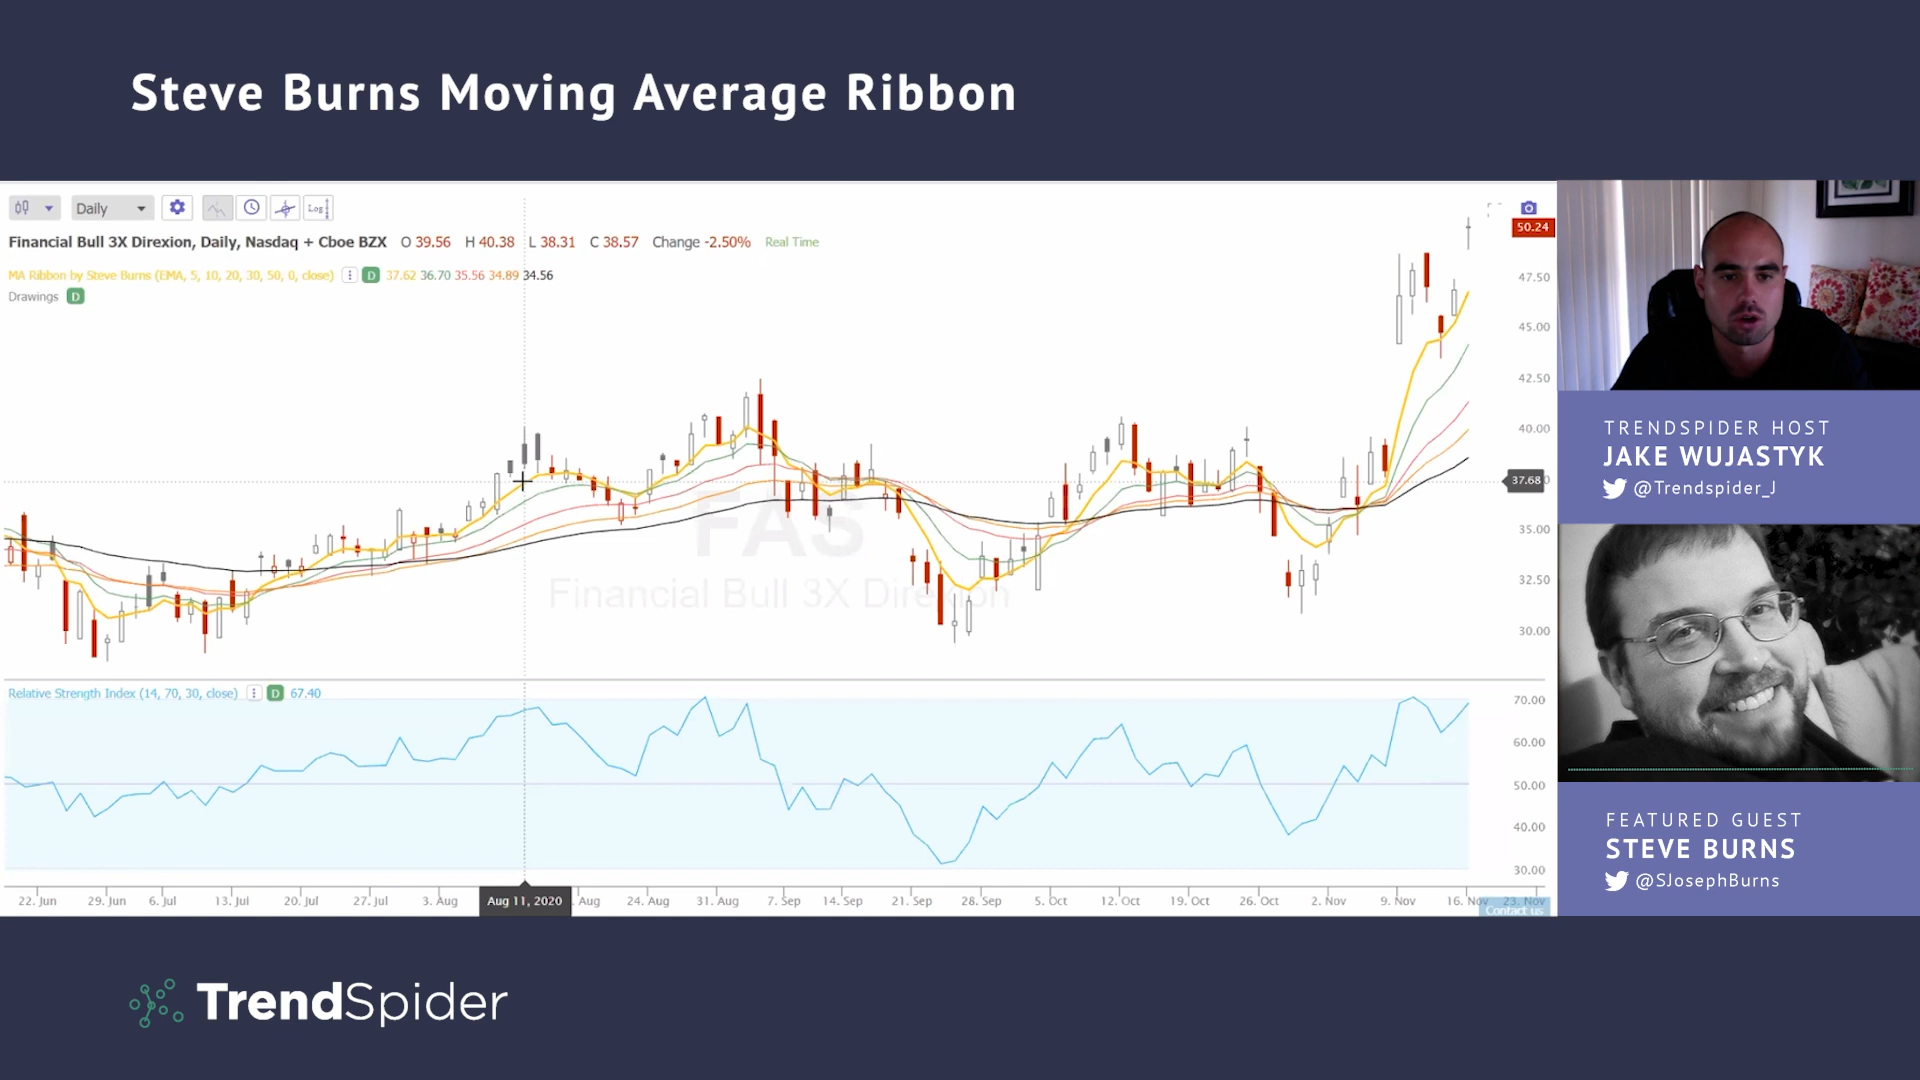 Steve Burns Moving Average Ribbon
Daily
Log
Financial Bull 3X Direxion, Daily, Nasdaq + Cboe BZX O 39.56 H 40.38 L 38.31 C 38.57 Change -2.50% Real Time
MA Ribbon by Steve Burns (EMA, 5, 10, 20, 30, 50, 0, close) D 37.62 36.70 35.56 34.89 34.56
Drawings D
50.24
47.50
45.00
42.50
40.00
37.68
35.00
32.50
30.00
FAS
Financial Bull 3X Direxion
Relative Strength Index (14, 70, 30, close) D 67.40
70.00
60.00
50.00
40.00
30.00
22. Jun 29. Jun 6. Jul 13. Jul 20. Jul 27. Jul 3. Aug Aug 11, 2020 Aug 24. Aug 31. Aug 7. Sep 14. Sep 21. Sep 28. Sep 5. Oct 12. Oct 19. Oct 26. Oct 2. Nov 9. Nov 16. Nov 23. Nov
Contact us
TRENDSPIDER HOST
JAKE WUJASTYK
@Trendspider_J
FEATURED GUEST
STEVE BURNS
@SJosephBurns
TrendSpider